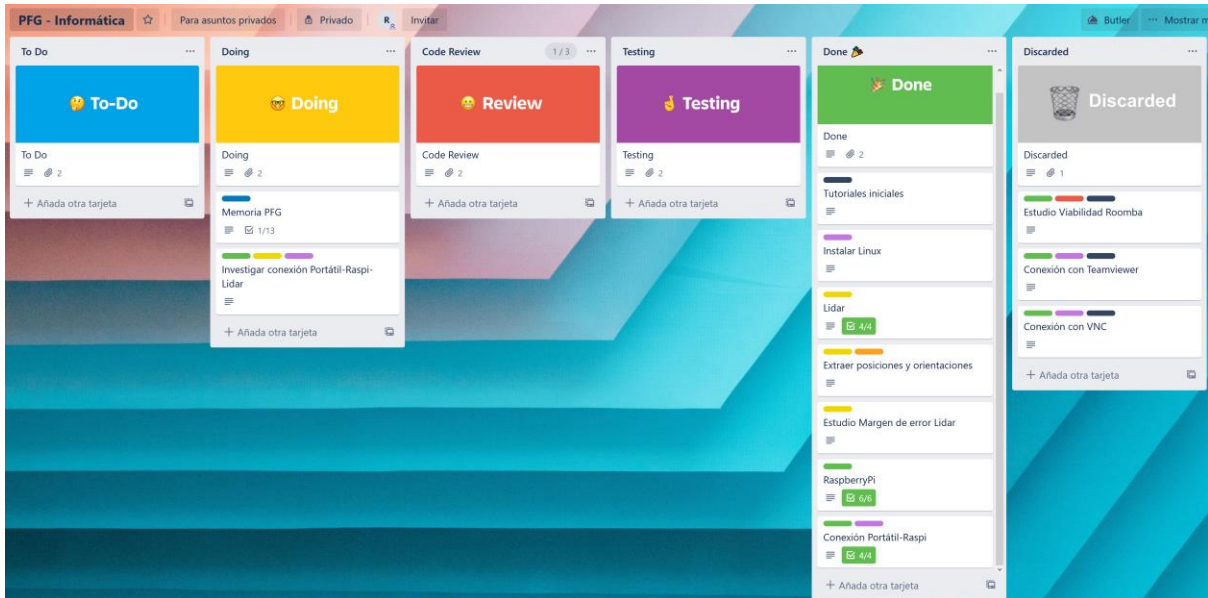 PFG - Informática
Para asuntos privados
Privado
R
Invitar
Butler
Mostrar m
To Do
To-Do
To Do
2
Añada otra tarjeta
Doing
Doing
Doing
2
Memoria PFG
1/13
Investigar conexión Portátil-Raspi-
Lidar
Añada otra tarjeta
Code Review
1 / 3
Review
Code Review
2
Añada otra tarjeta
Testing
Testing
Testing
2
Añada otra tarjeta
Done
Done
Done
2
Tutoriales iniciales
Instalar Linux
Lidar
4/4
Extraer posiciones y orientaciones
Estudio Margen de error Lidar
RaspberryPi
6/6
Conexión Portátil-Raspi
4/4
Añada otra tarjeta
Discarded
Discarded
Discarded
1
Estudio Viabilidad Roomba
Conexión con Teamviewer
Conexión con VNC
Añada otra tarjeta